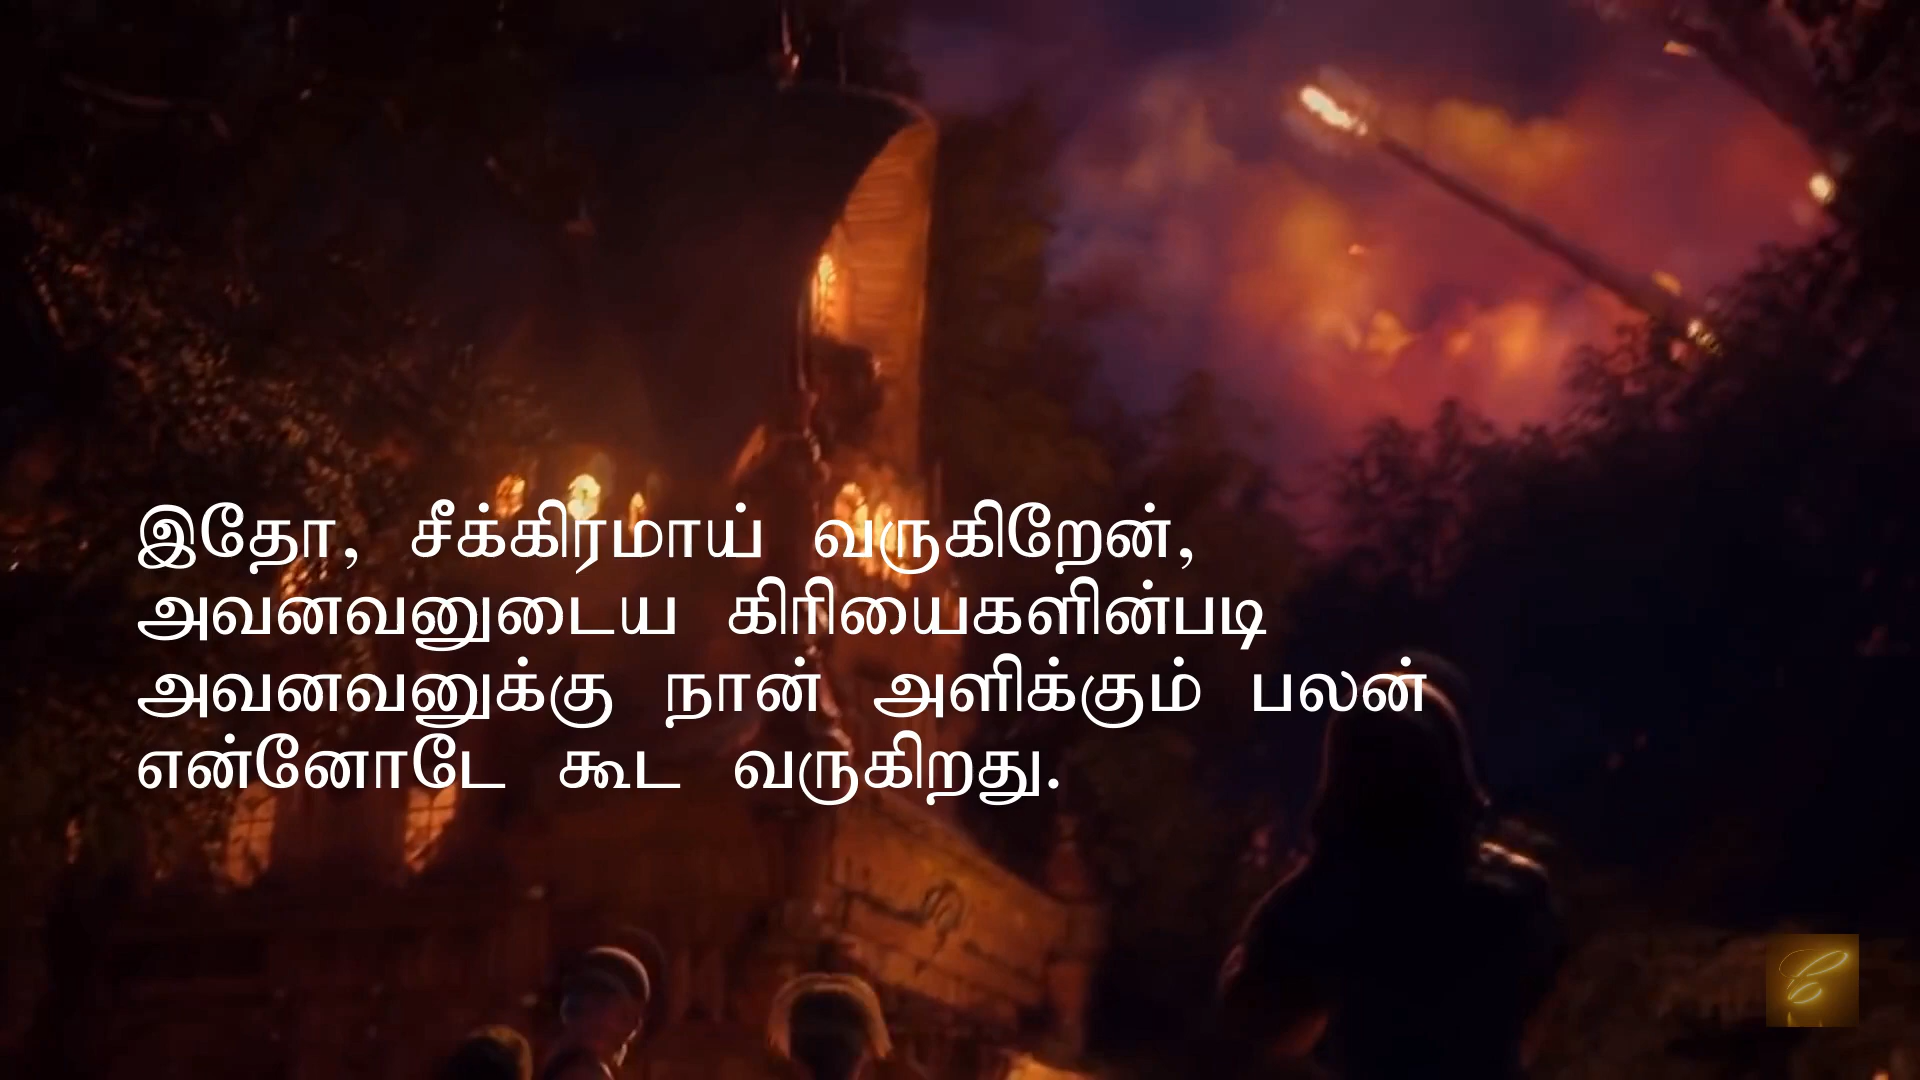 இதோ, சீக்கிரமாய் வருகிறேன்,
அவனவனுடைய கிரியைகளின்படி
அவனவனுக்கு நான் அளிக்கும் பலன்
என்னோடே கூட வருகிறது.